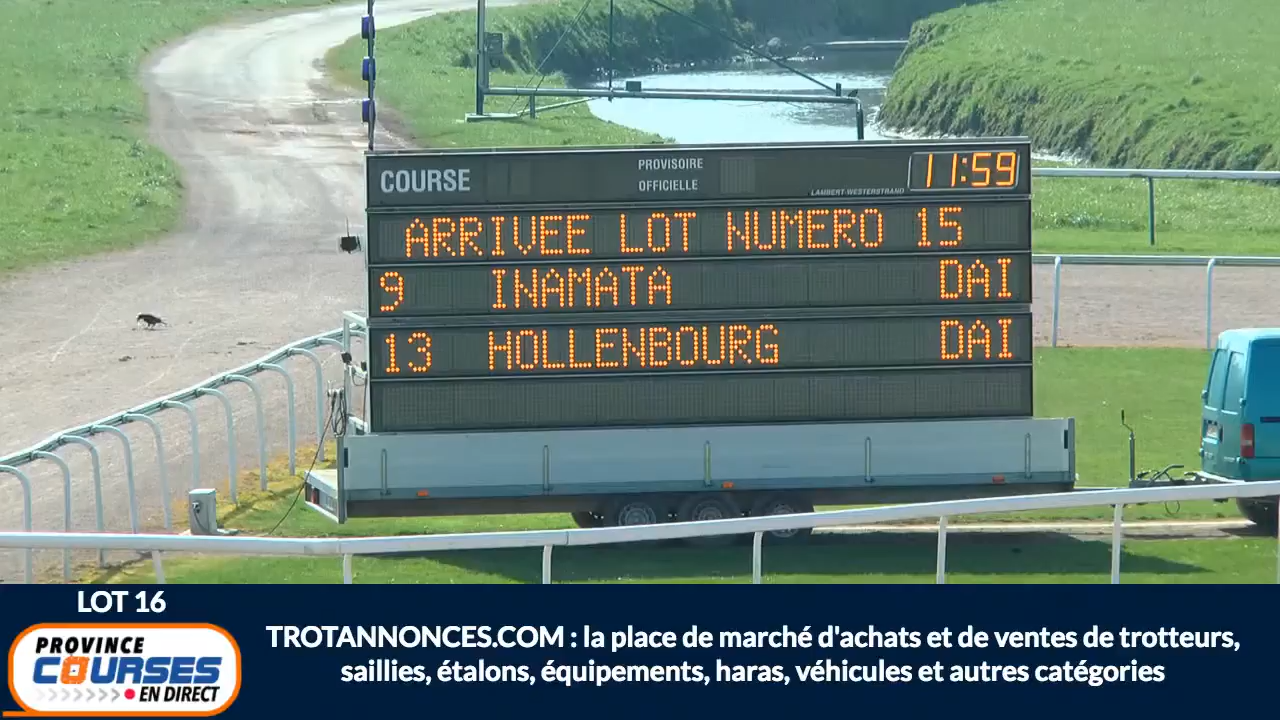 COURSE
PROVISOIRE
OFFICIELLE
LAMBERT-WESTERSTRAND
11:59
ARRIVEE LOT NUMERO 15
9 INAMATA DAI
13 HOLLENBOURG DAI
LOT 16
PROVINCE
COURSES
EN DIRECT
TROTANNONCES.COM : la place de marché d'achats et de ventes de trotteurs,
saillies, étalons, équipements, haras, véhicules et autres catégories